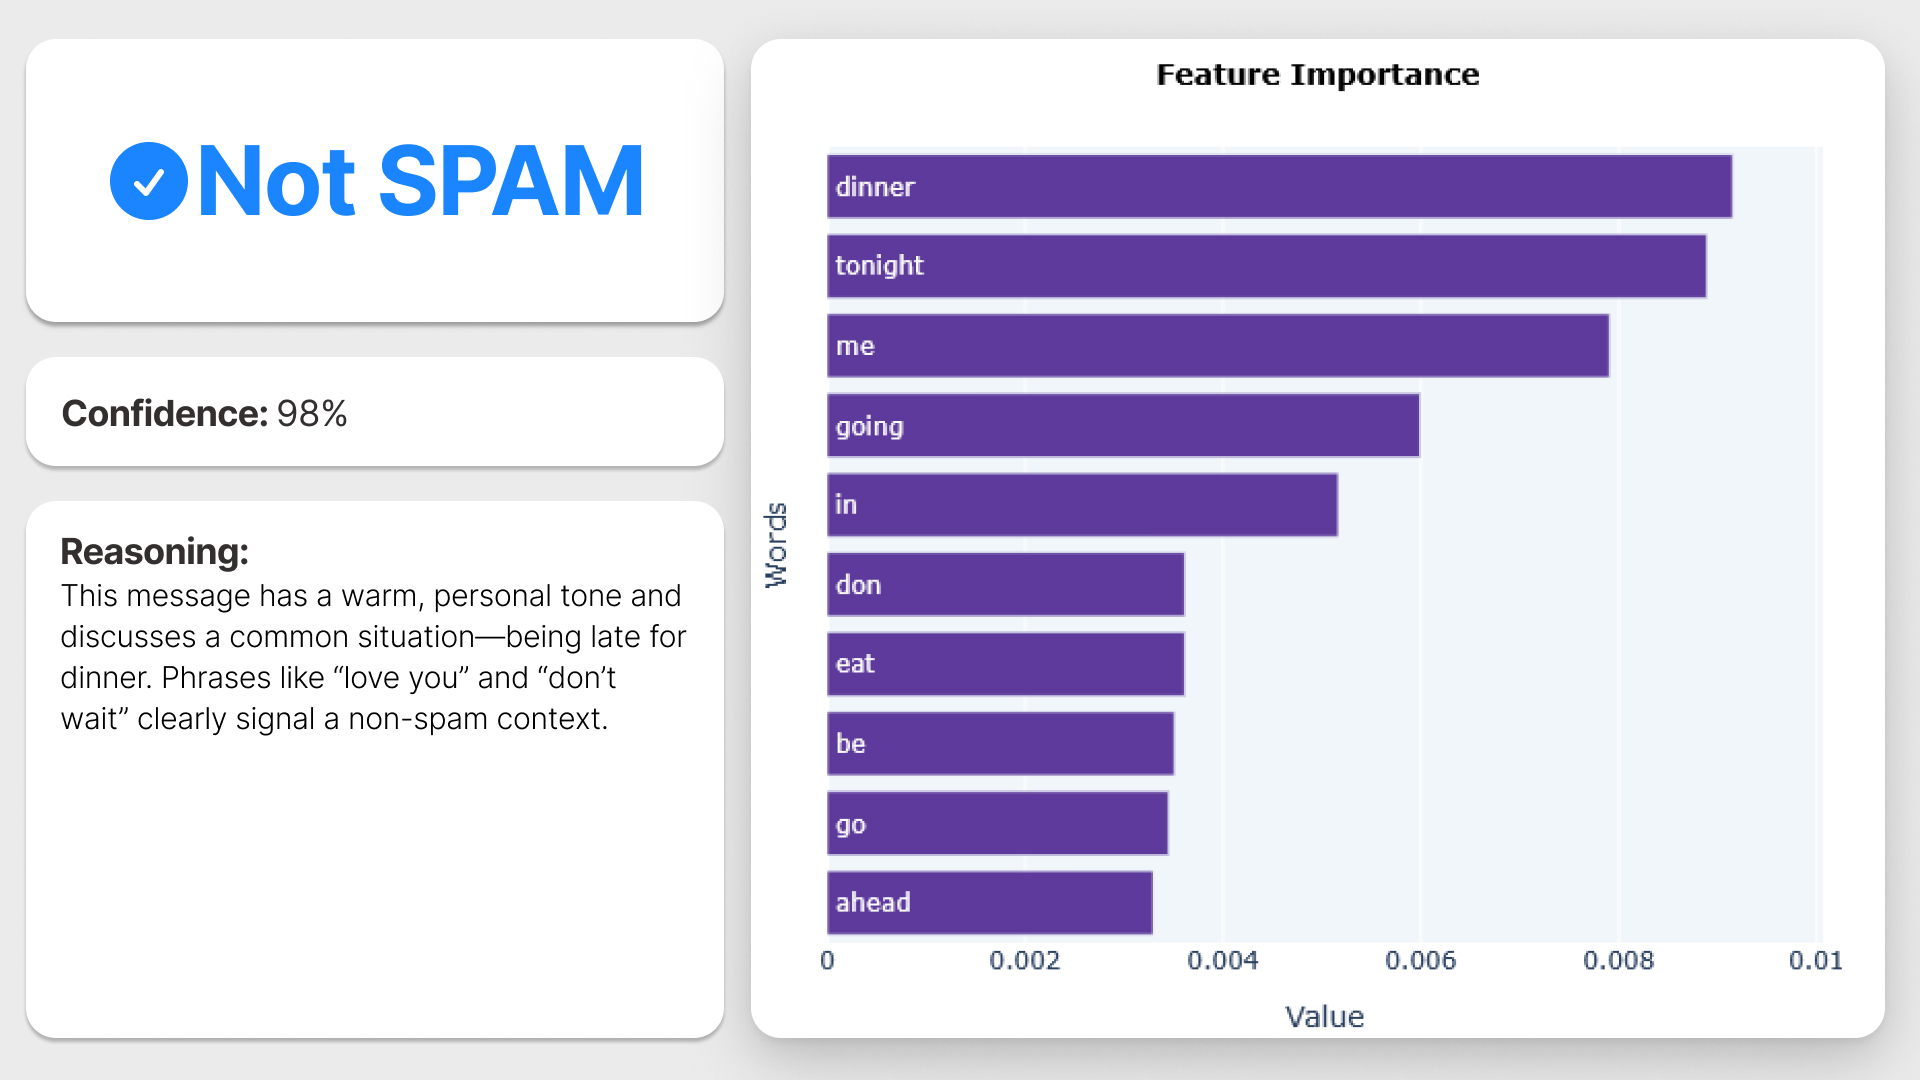 Not SPAM
Confidence: 98%
Reasoning:
This message has a warm, personal tone and
discusses a common situation—being late for
dinner. Phrases like “love you” and “don’t
wait” clearly signal a non-spam context.
Feature Importance
Words
dinner
tonight
me
going
in
don
eat
be
go
ahead
0 0.002 0.004 0.006 0.008 0.01
Value